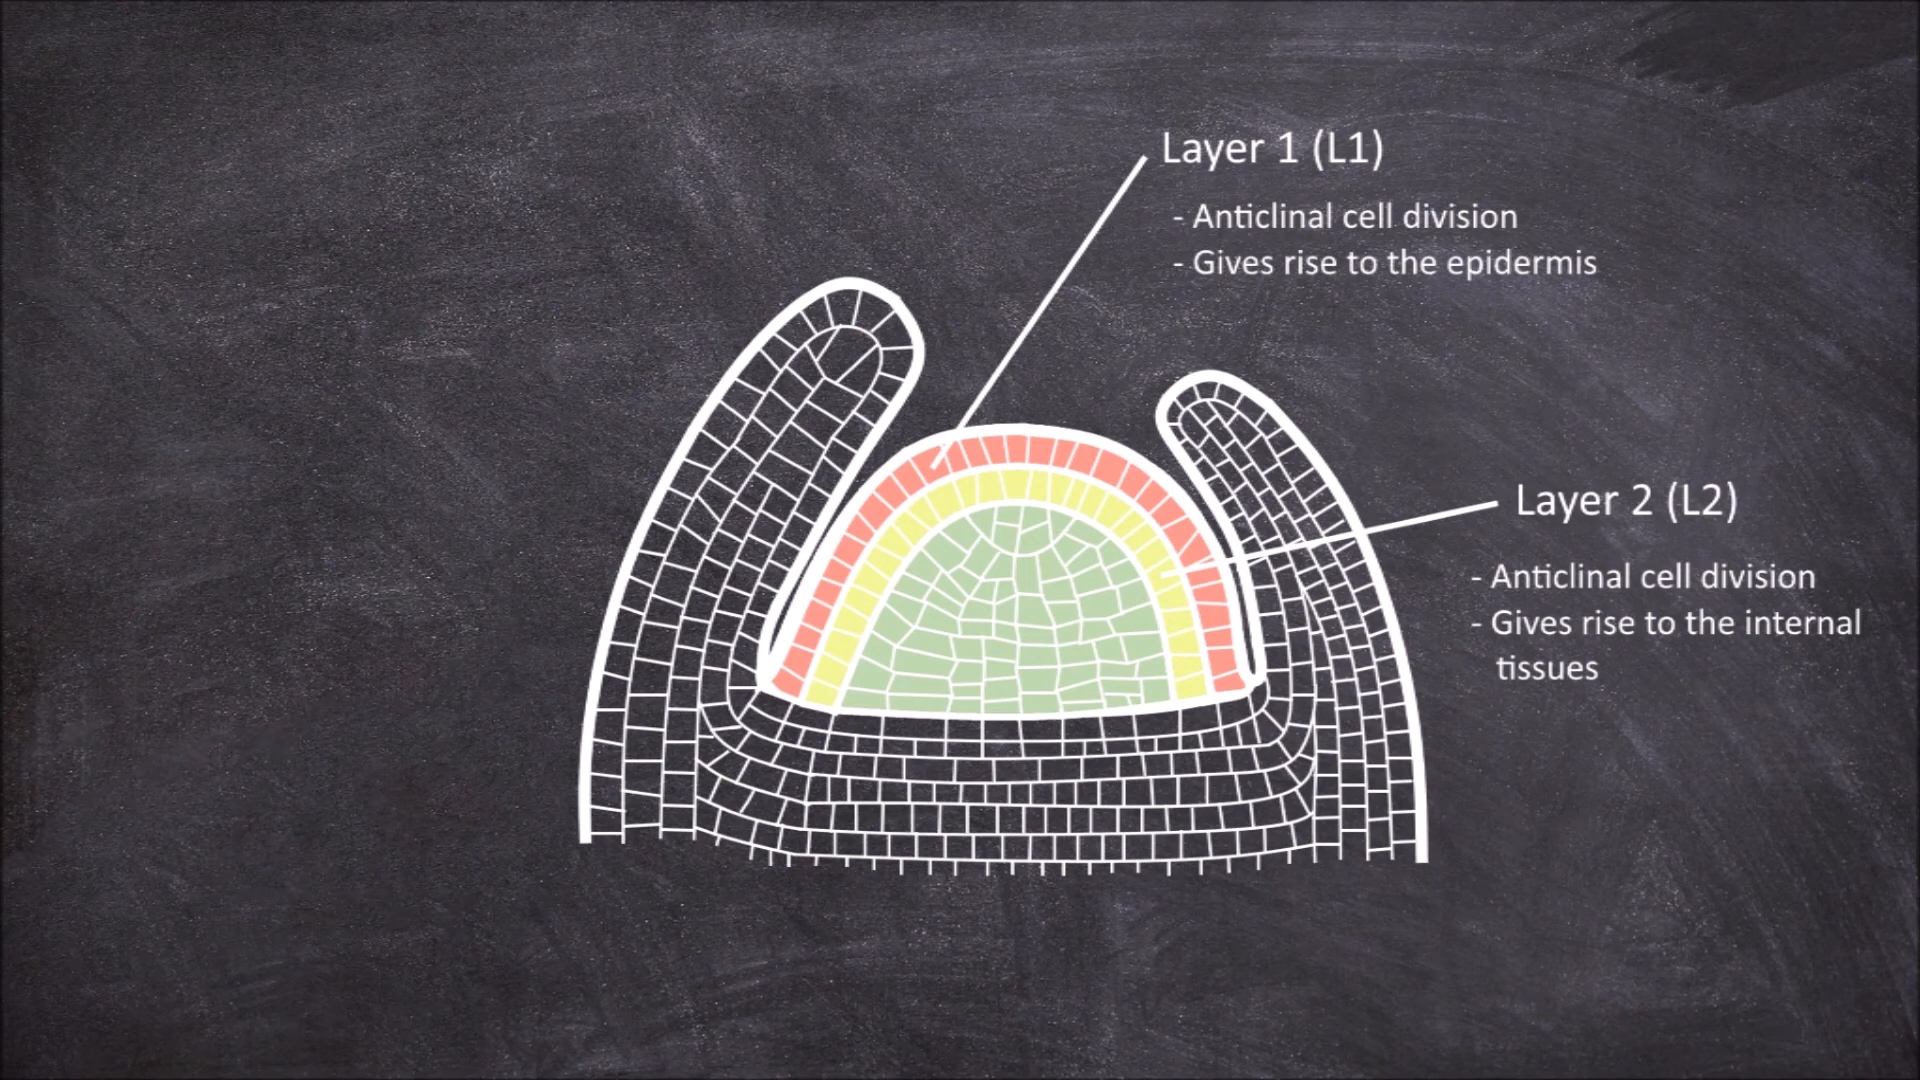 Layer 1 (L1)
- Anticlinal cell division
- Gives rise to the epidermis
Layer 2 (L2)
- Anticlinal cell division
- Gives rise to the internal
tissues